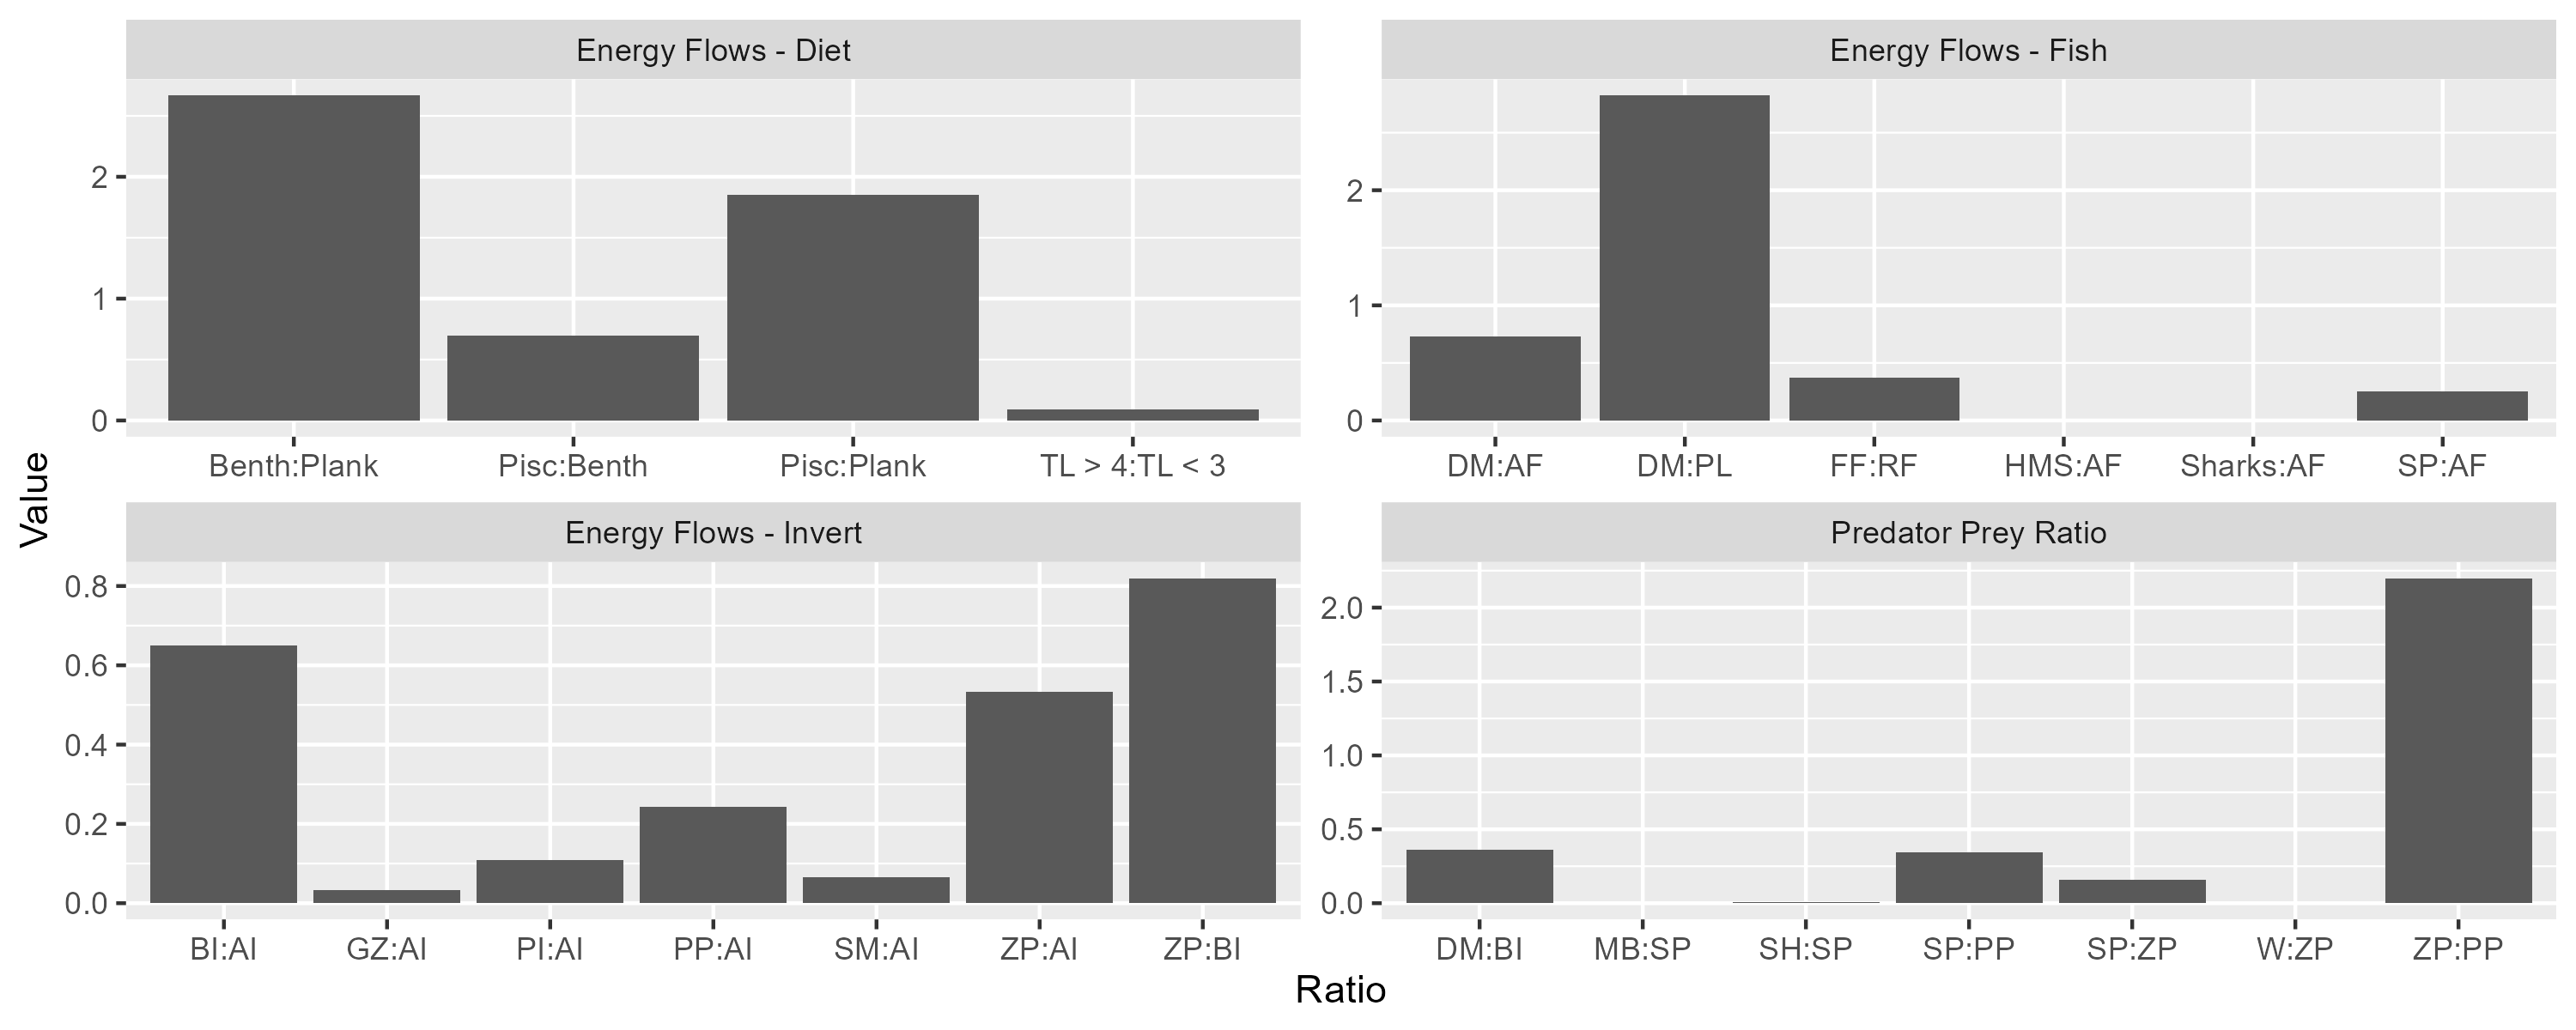 Energy Flows - Diet
Energy Flows - Fish
2
1
0
2
1
0
Benth:Plank Pisc:Benth Pisc:Plank TL > 4:TL < 3
DM:AF DM:PL FF:RF HMS:AF Sharks:AF SP:AF
Value
Energy Flows - Invert
Predator Prey Ratio
0.8
0.6
0.4
0.2
0.0
2.0
1.5
1.0
0.5
0.0
BI:AI GZ:AI PI:AI PP:AI SM:AI ZP:AI ZP:BI
DM:BI MB:SP SH:SP SP:PP SP:ZP W:ZP ZP:PP
Ratio